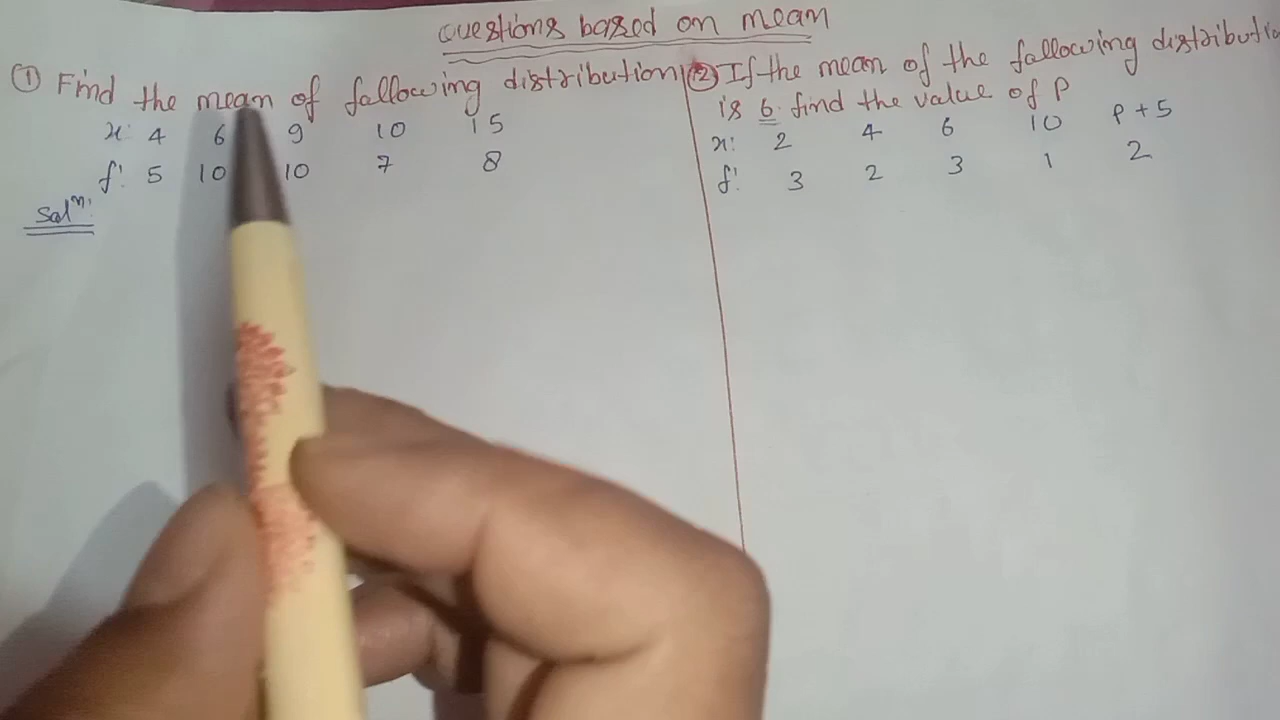 Questions based on mean
① Find the mean of following distribution
x: 4 6 9 10 15
f: 5 10 10 7 8
Solⁿ:
② If the mean of the following distributio
is 6 find the value of P
x: 2 4 6 10 P+5
f: 3 2 3 1 2